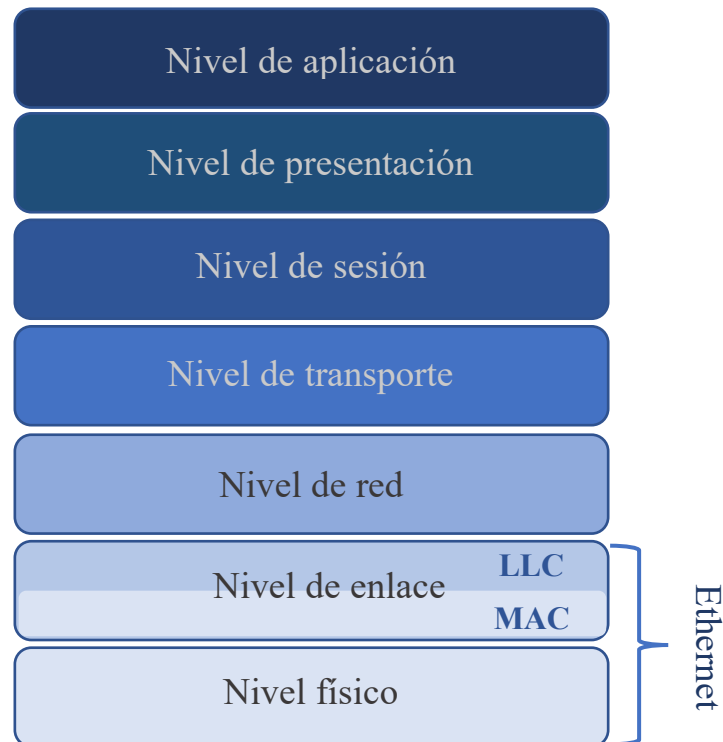 Nivel de aplicación
Nivel de presentación
Nivel de sesión
Nivel de transporte
Nivel de red
Nivel de enlace
LLC
MAC
Nivel físico
Ethernet